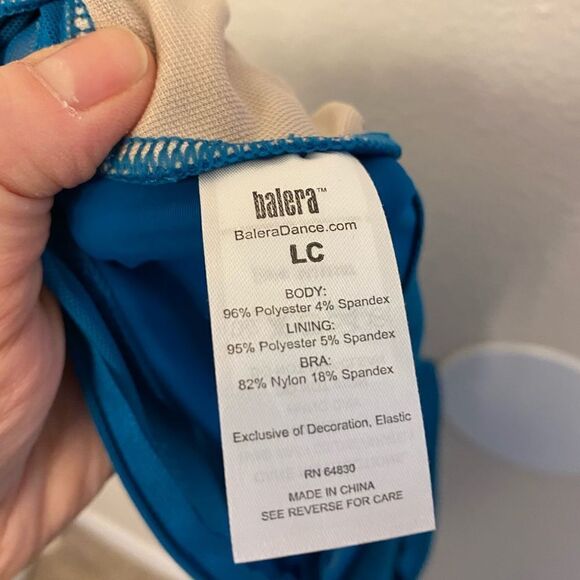 balera™
BaleraDance.com
LC
BODY:
96% Polyester 4% Spandex
LINING:
95% Polyester 5% Spandex
BRA:
82% Nylon 18% Spandex
Exclusive of Decoration, Elastic
RN 64830
MADE IN CHINA
SEE REVERSE FOR CARE